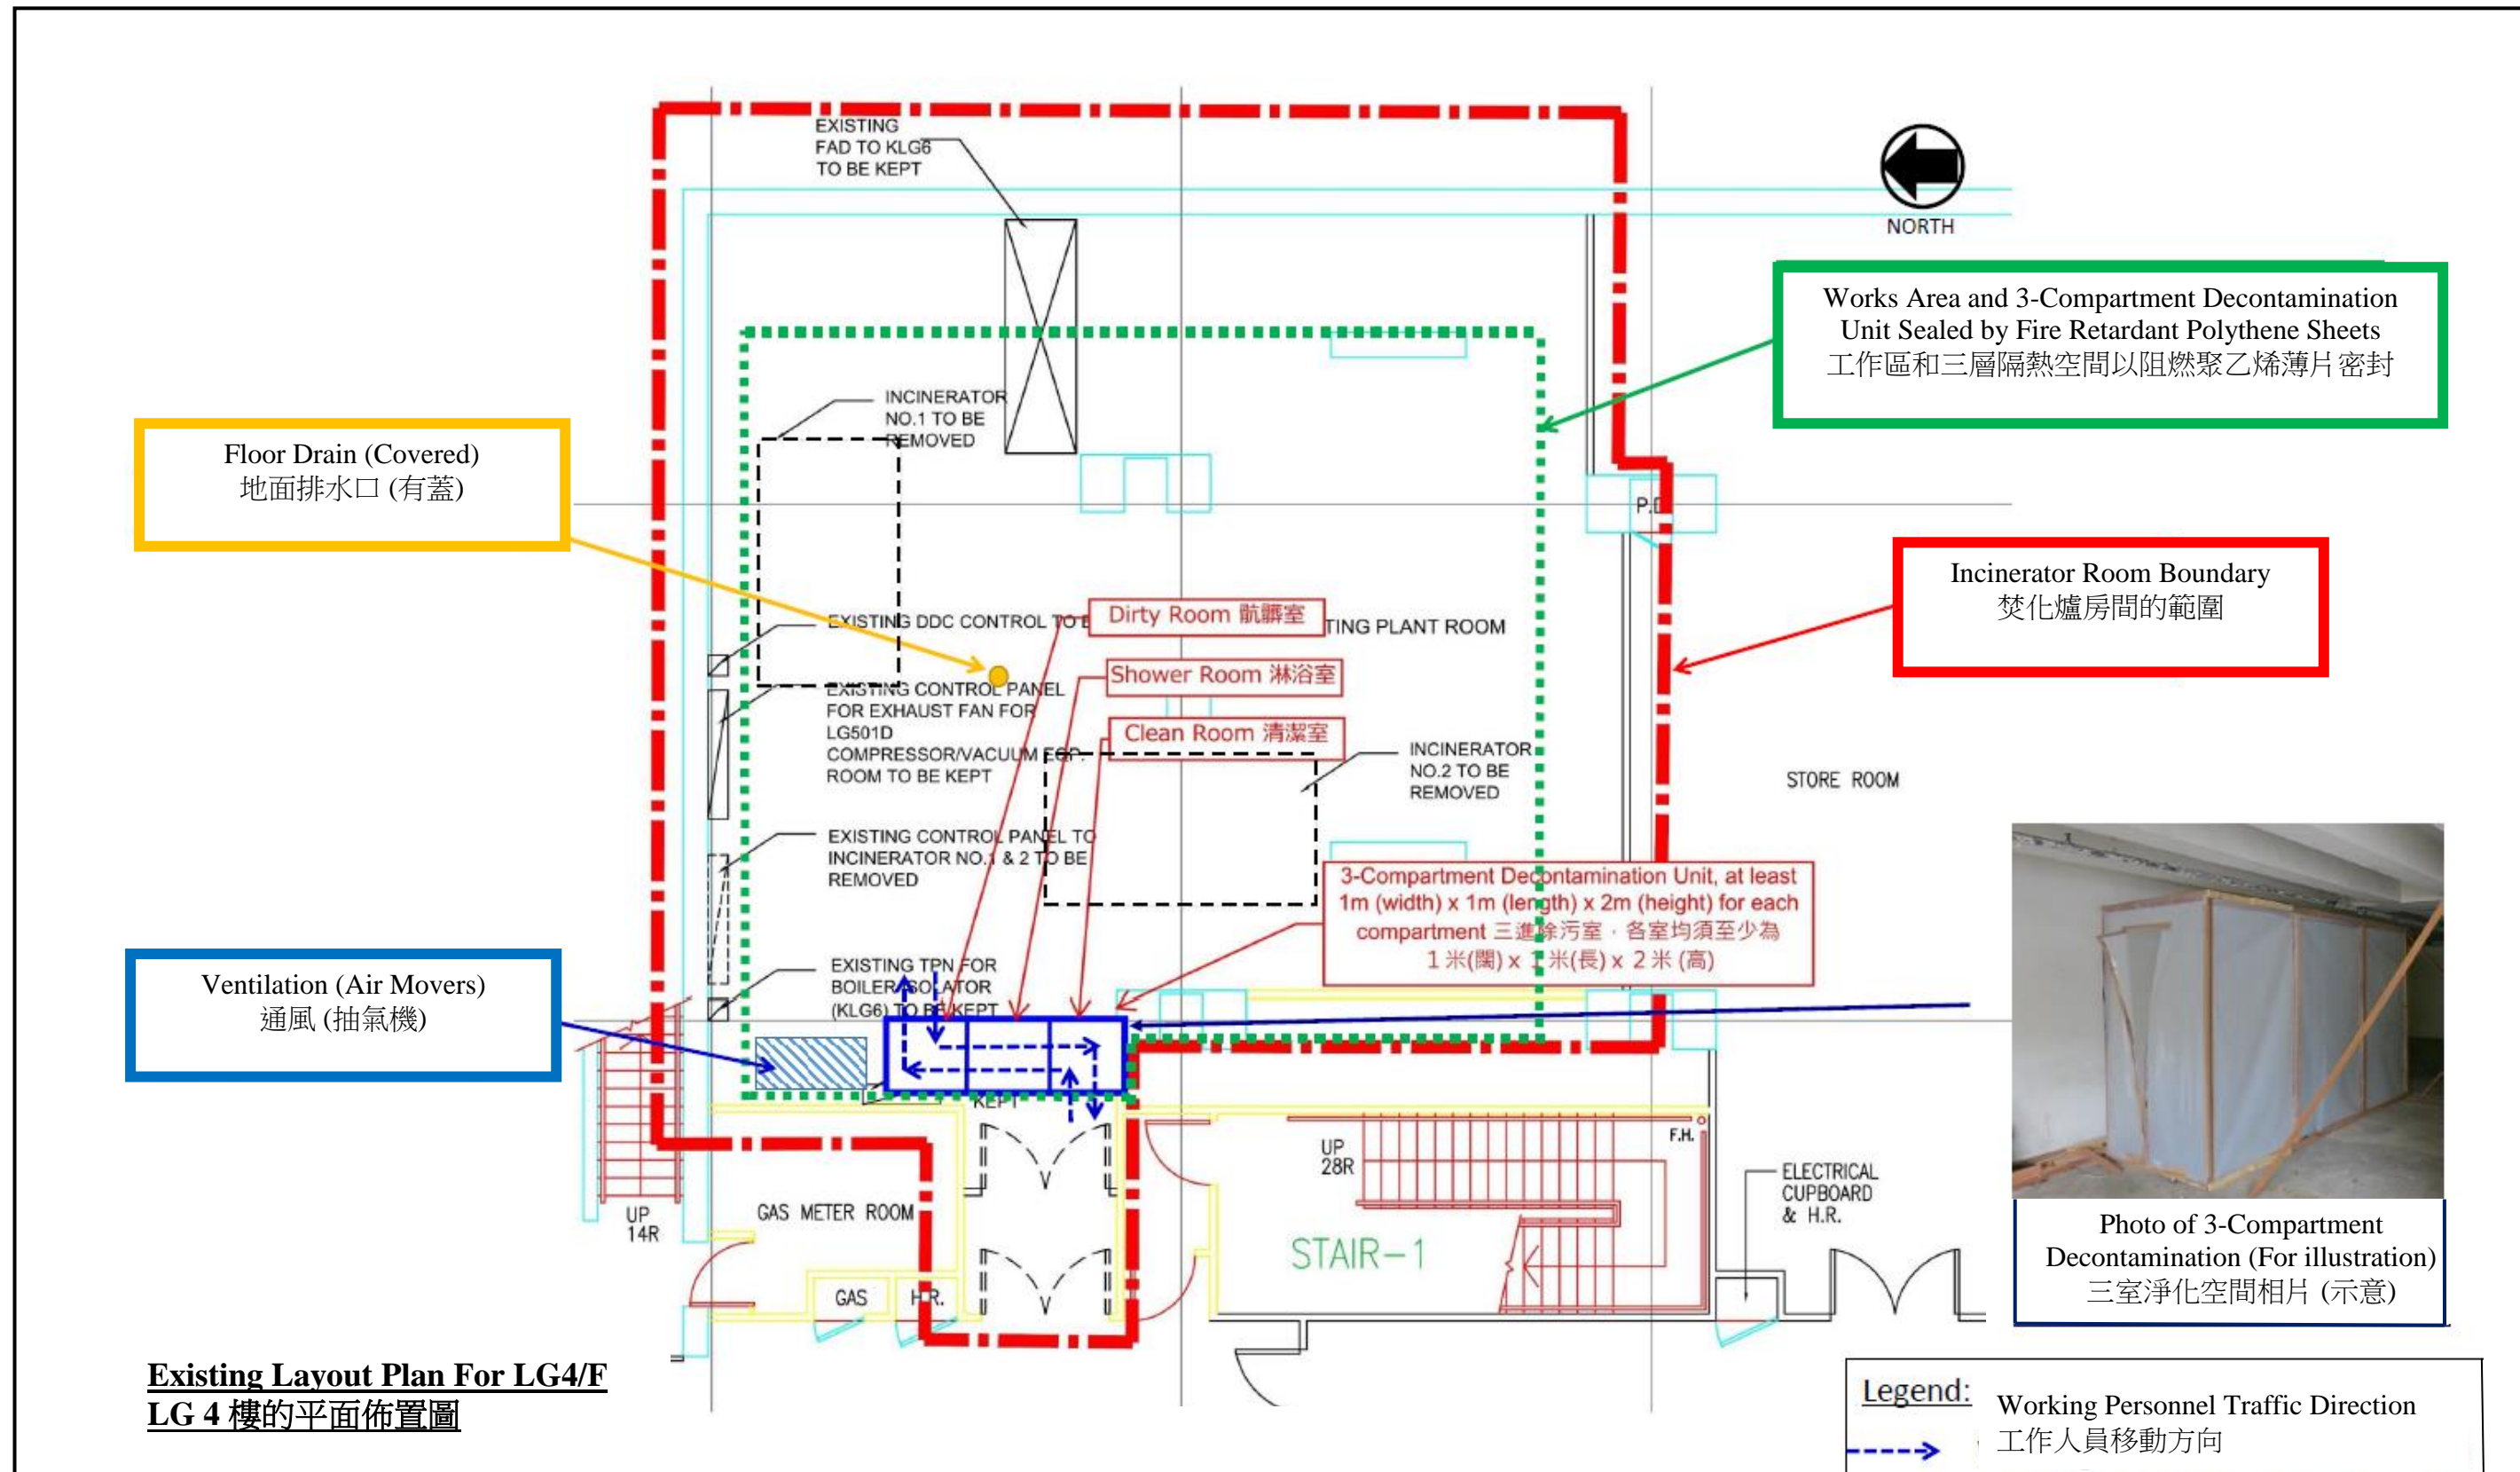 EXISTING
FAD TO KLG6
TO BE KEPT
NORTH
Works Area and 3-Compartment Decontamination
Unit Sealed by Fire Retardant Polythene Sheets
工作區和三層隔熱空間以阻燃聚乙烯薄片密封
INCINERATOR
NO.1 TO BE
REMOVED
Floor Drain (Covered)
地面排水口 (有蓋)
P.D
Incinerator Room Boundary
焚化爐房間的範圍
EXISTING DDC CONTROL TO
Dirty Room 骯髒室
TING PLANT ROOM
Shower Room 淋浴室
EXISTING CONTROL PANEL
FOR EXHAUST FAN FOR
LG501D
COMPRESSOR/VACUUM EQP.
ROOM TO BE KEPT
Clean Room 清潔室
INCINERATOR
NO.2 TO BE
REMOVED
STORE ROOM
EXISTING CONTROL PANEL TO
INCINERATOR NO.1 & 2 TO BE
REMOVED
3-Compartment Decontamination Unit, at least
1m (width) x 1m (length) x 2m (height) for each
compartment 三進除污室，各室均須至少為
1 米(闊) x 1 米(長) x 2 米 (高)
Ventilation (Air Movers)
通風 (抽氣機)
EXISTING TPN FOR
BOILER ISOLATOR
(KLG6) TO BE KEPT
KEPT
UP
14R
GAS METER ROOM
GAS
H.R.
UP
28R
F.H.
STAIR-1
ELECTRICAL
CUPBOARD
& H.R.
Photo of 3-Compartment
Decontamination (For illustration)
三室淨化空間相片 (示意)
Existing Layout Plan For LG4/F
LG 4 樓的平面佈置圖
Legend:
Working Personnel Traffic Direction
工作人員移動方向